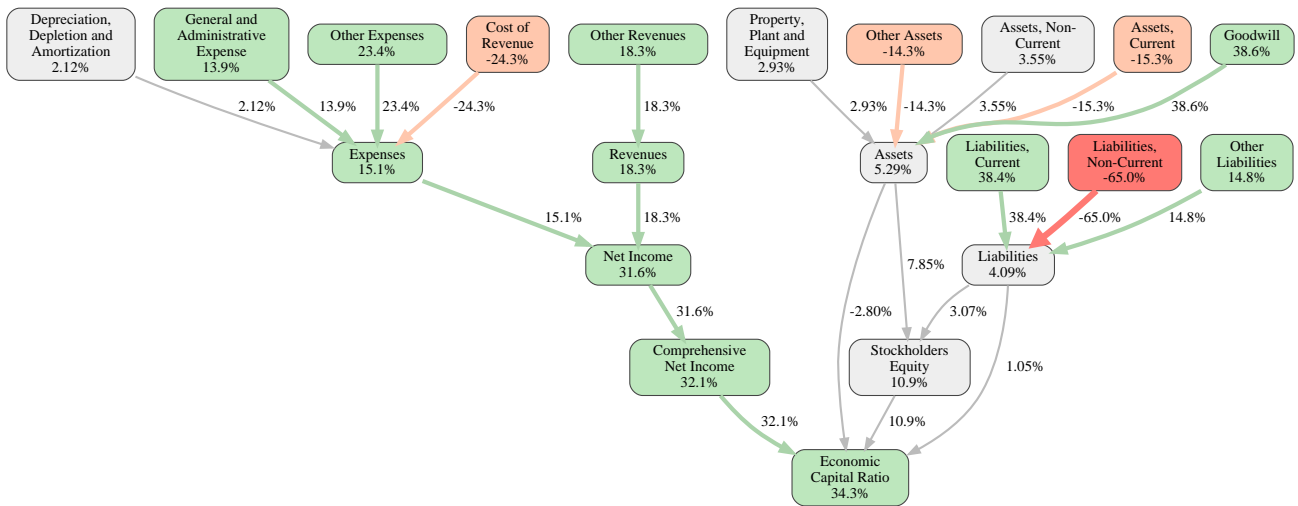 Depreciation,
Depletion and
Amortization
2.12%
General and
Administrative
Expense
13.9%
Other Expenses
23.4%
Cost of
Revenue
-24.3%
Other Revenues
18.3%
Property,
Plant and
Equipment
2.93%
Other Assets
-14.3%
Assets, Non-
Current
3.55%
Assets,
Current
-15.3%
Goodwill
38.6%
2.12%
13.9%
23.4%
-24.3%
18.3%
2.93%
-14.3%
3.55%
-15.3%
38.6%
Expenses
15.1%
Revenues
18.3%
Assets
5.29%
Liabilities,
Current
38.4%
Liabilities,
Non-Current
-65.0%
Other
Liabilities
14.8%
15.1%
18.3%
38.4%
-65.0%
14.8%
Net Income
31.6%
7.85%
Liabilities
4.09%
31.6%
-2.80%
3.07%
Comprehensive
Net Income
32.1%
Stockholders
Equity
10.9%
1.05%
32.1%
10.9%
Economic
Capital Ratio
34.3%